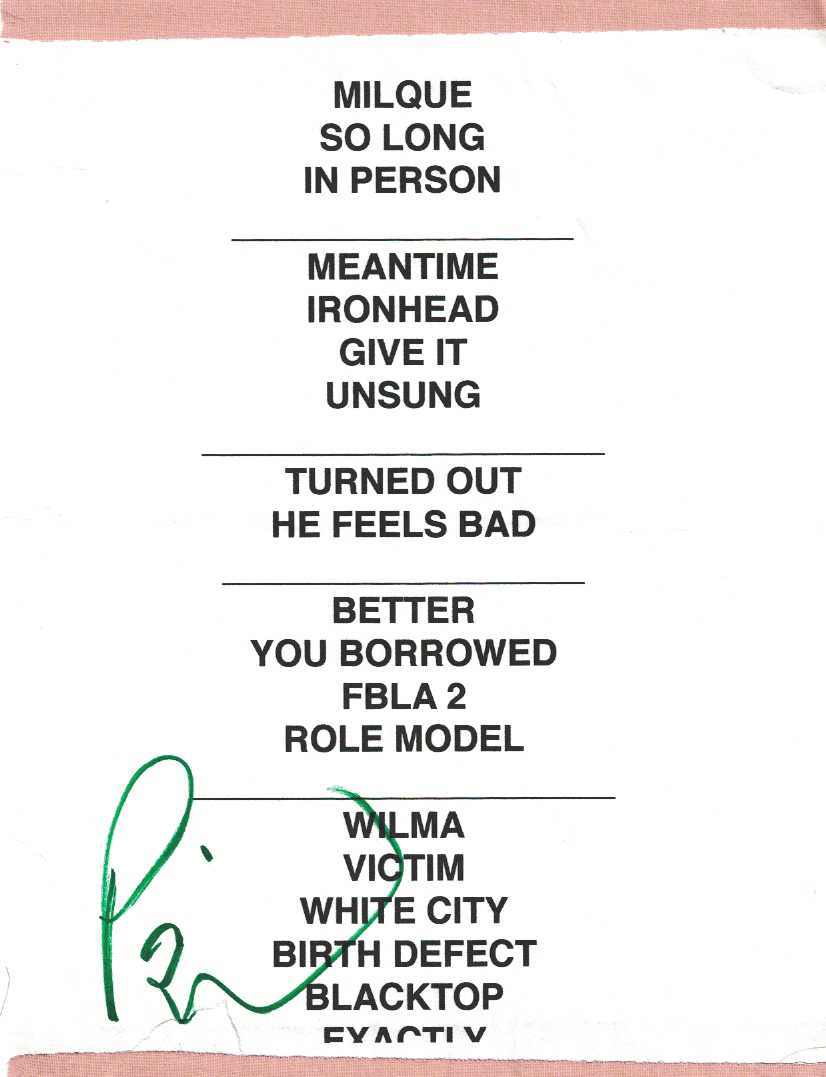 MILQUE
SO LONG
IN PERSON
MEANTIME
IRONHEAD
GIVE IT
UNSUNG
TURNED OUT
HE FEELS BAD
BETTER
YOU BORROWED
FBLA 2
ROLE MODEL
WILMA
VICTIM
WHITE CITY
BIRTH DEFECT
BLACKTOP
EXACTLY